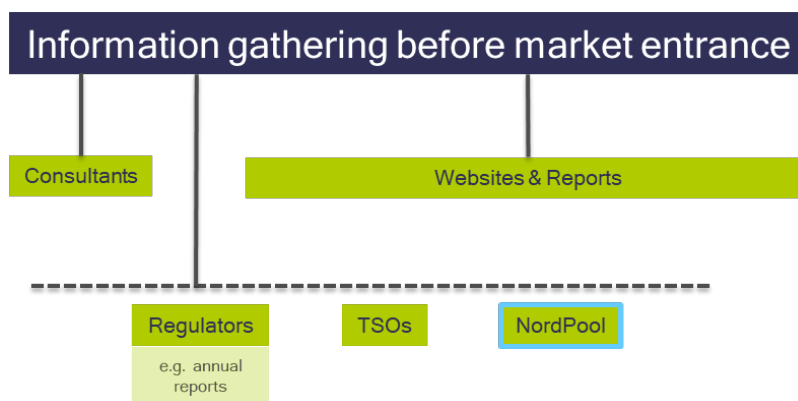 Information gathering before market entrance
Consultants
Websites & Reports
Regulators
TSOs
NordPool
e.g. annual
reports